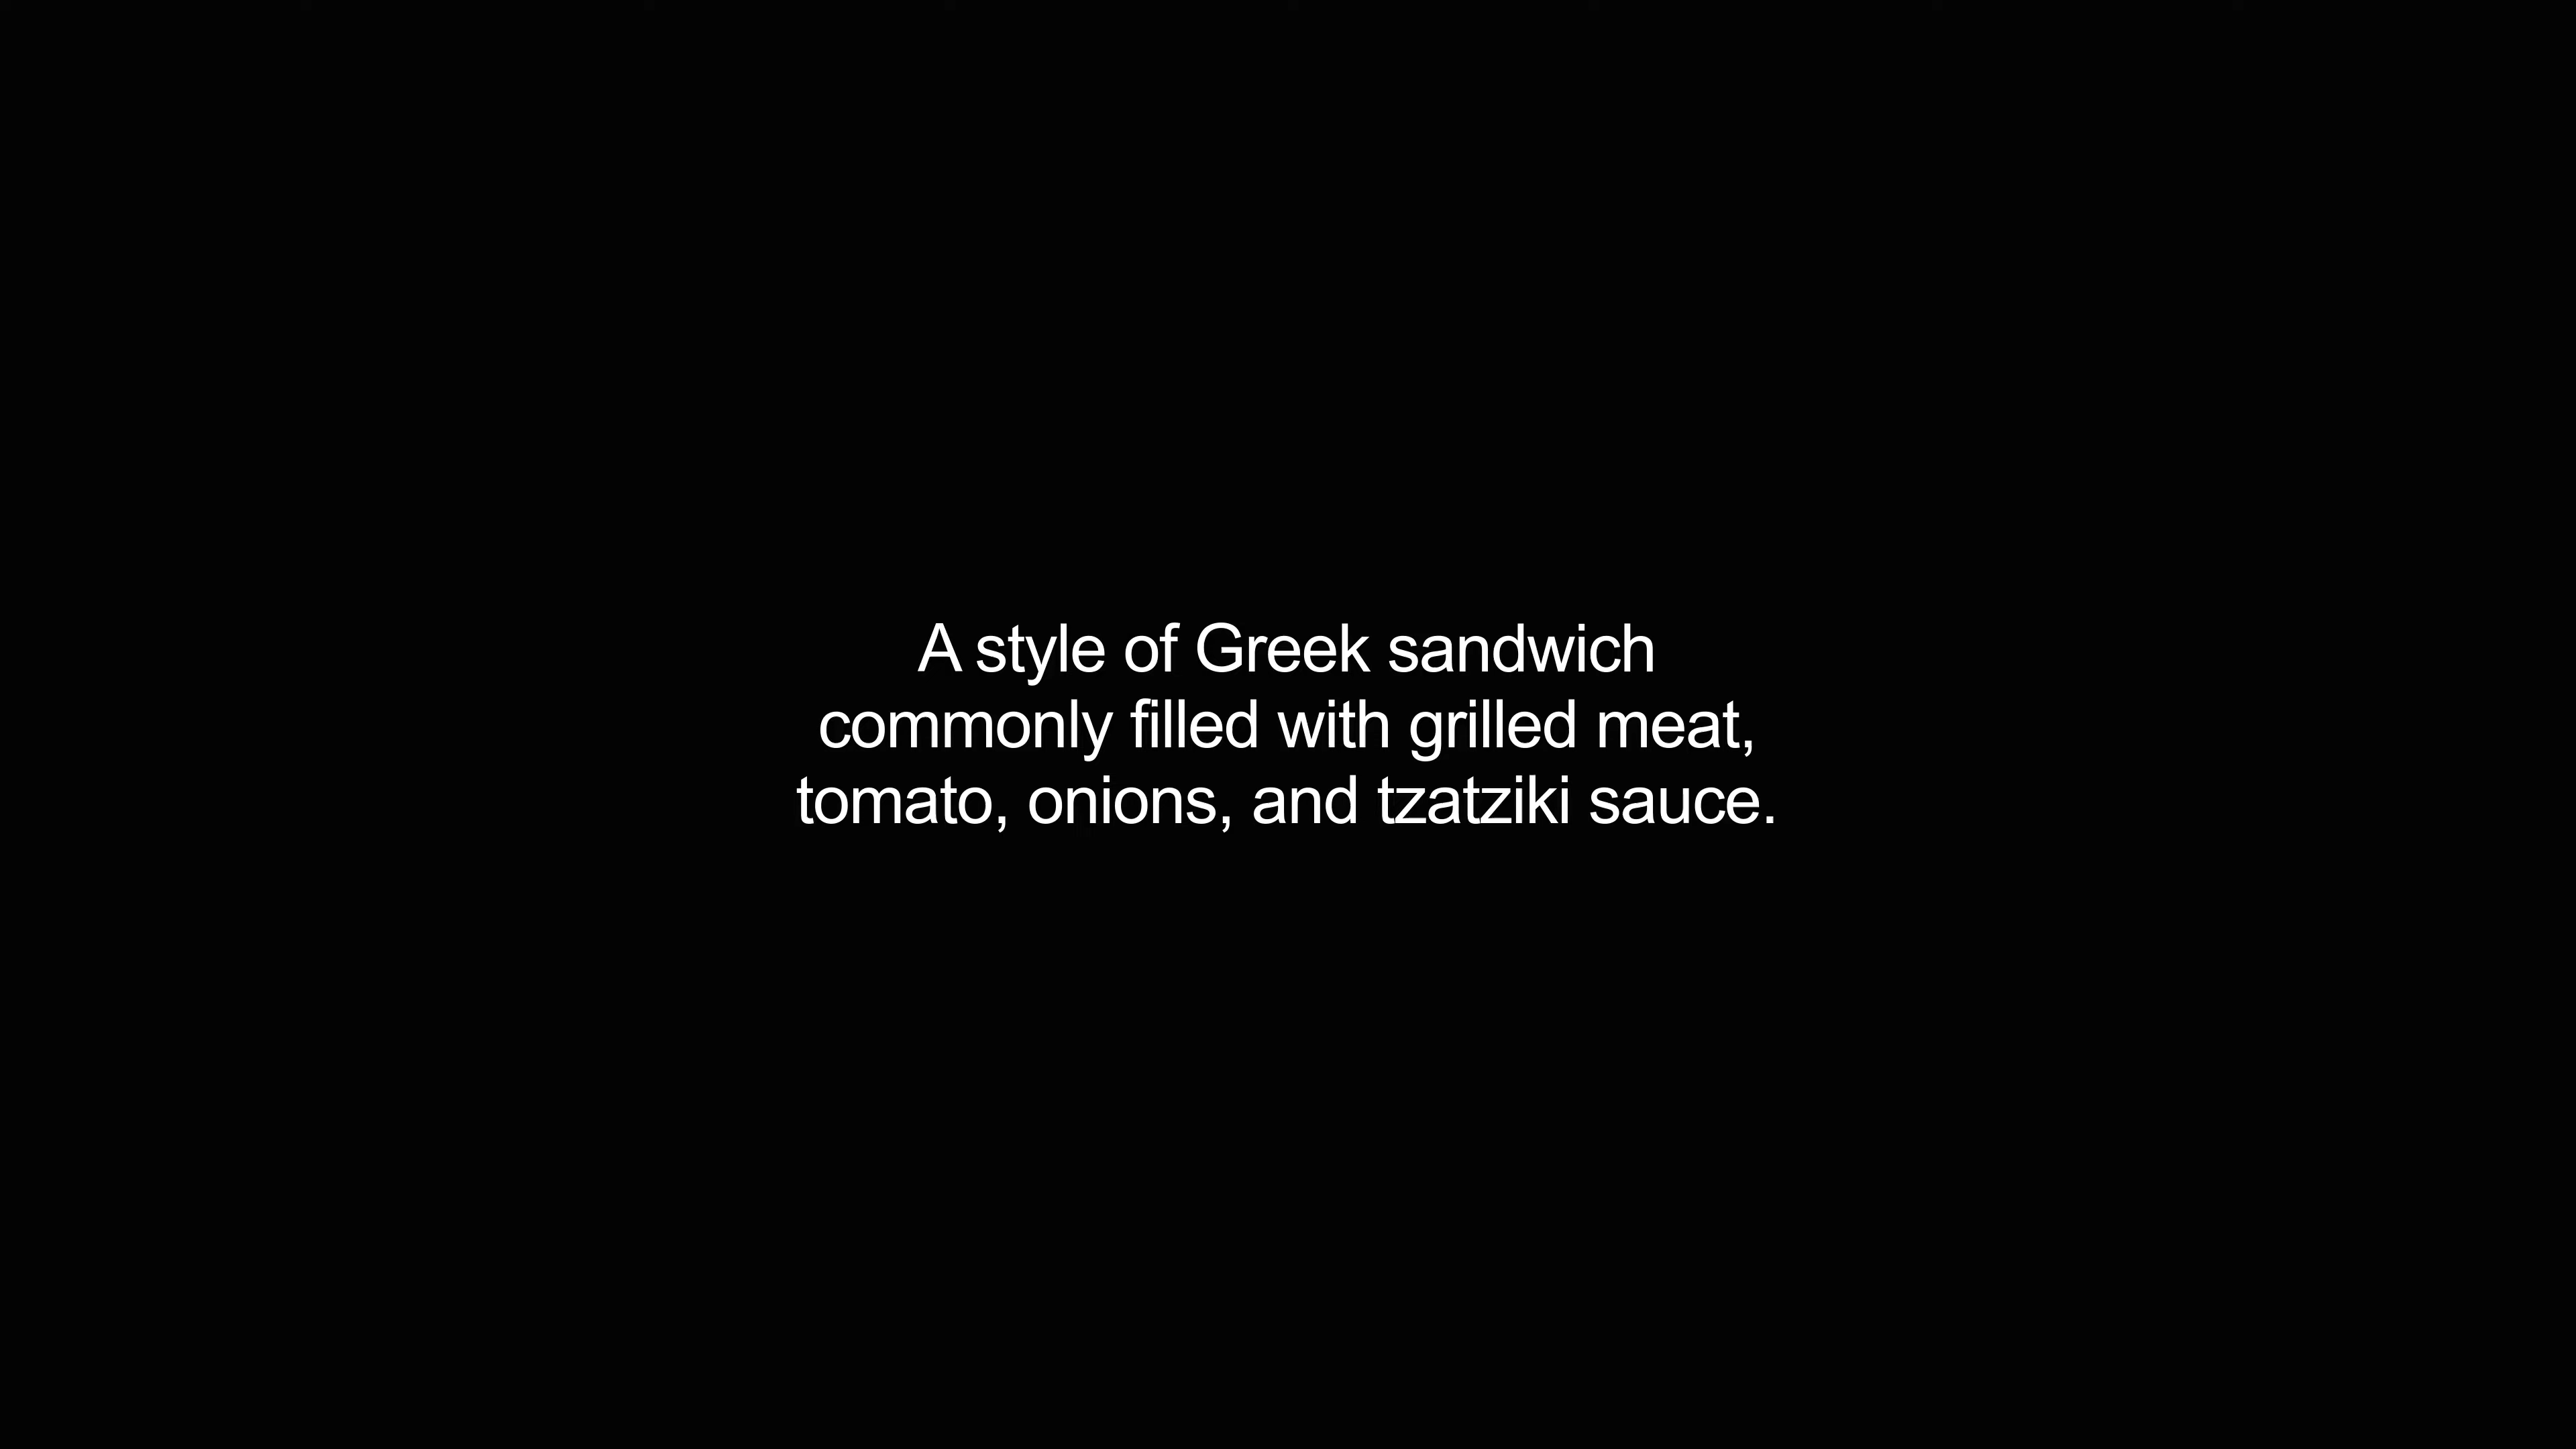 A style of Greek sandwich
commonly filled with grilled meat,
tomato, onions, and tzatziki sauce.